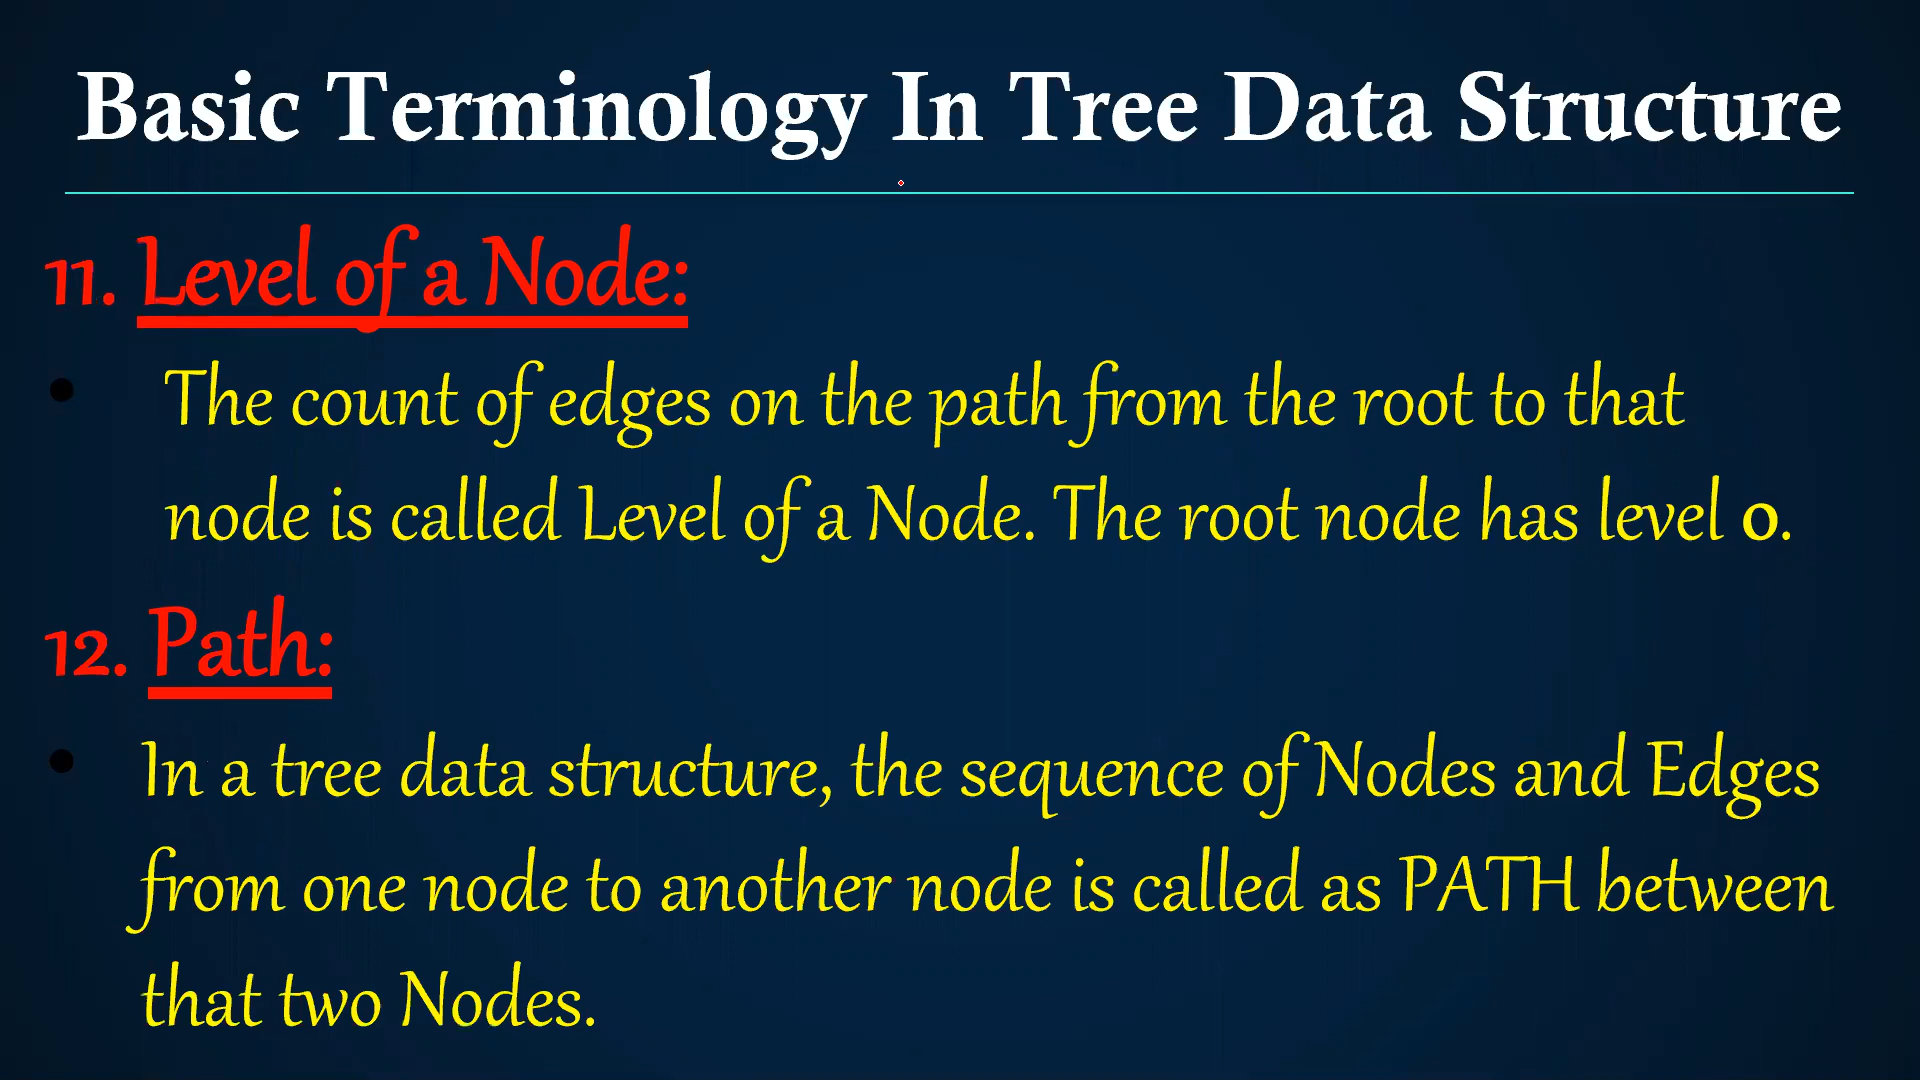 Basic Terminology In Tree Data Structure
11. Level of a Node:
• The count of edges on the path from the root to that
node is called Level of a Node. The root node has level 0.
12. Path:
• In a tree data structure, the sequence of Nodes and Edges
from one node to another node is called as PATH between
that two Nodes.